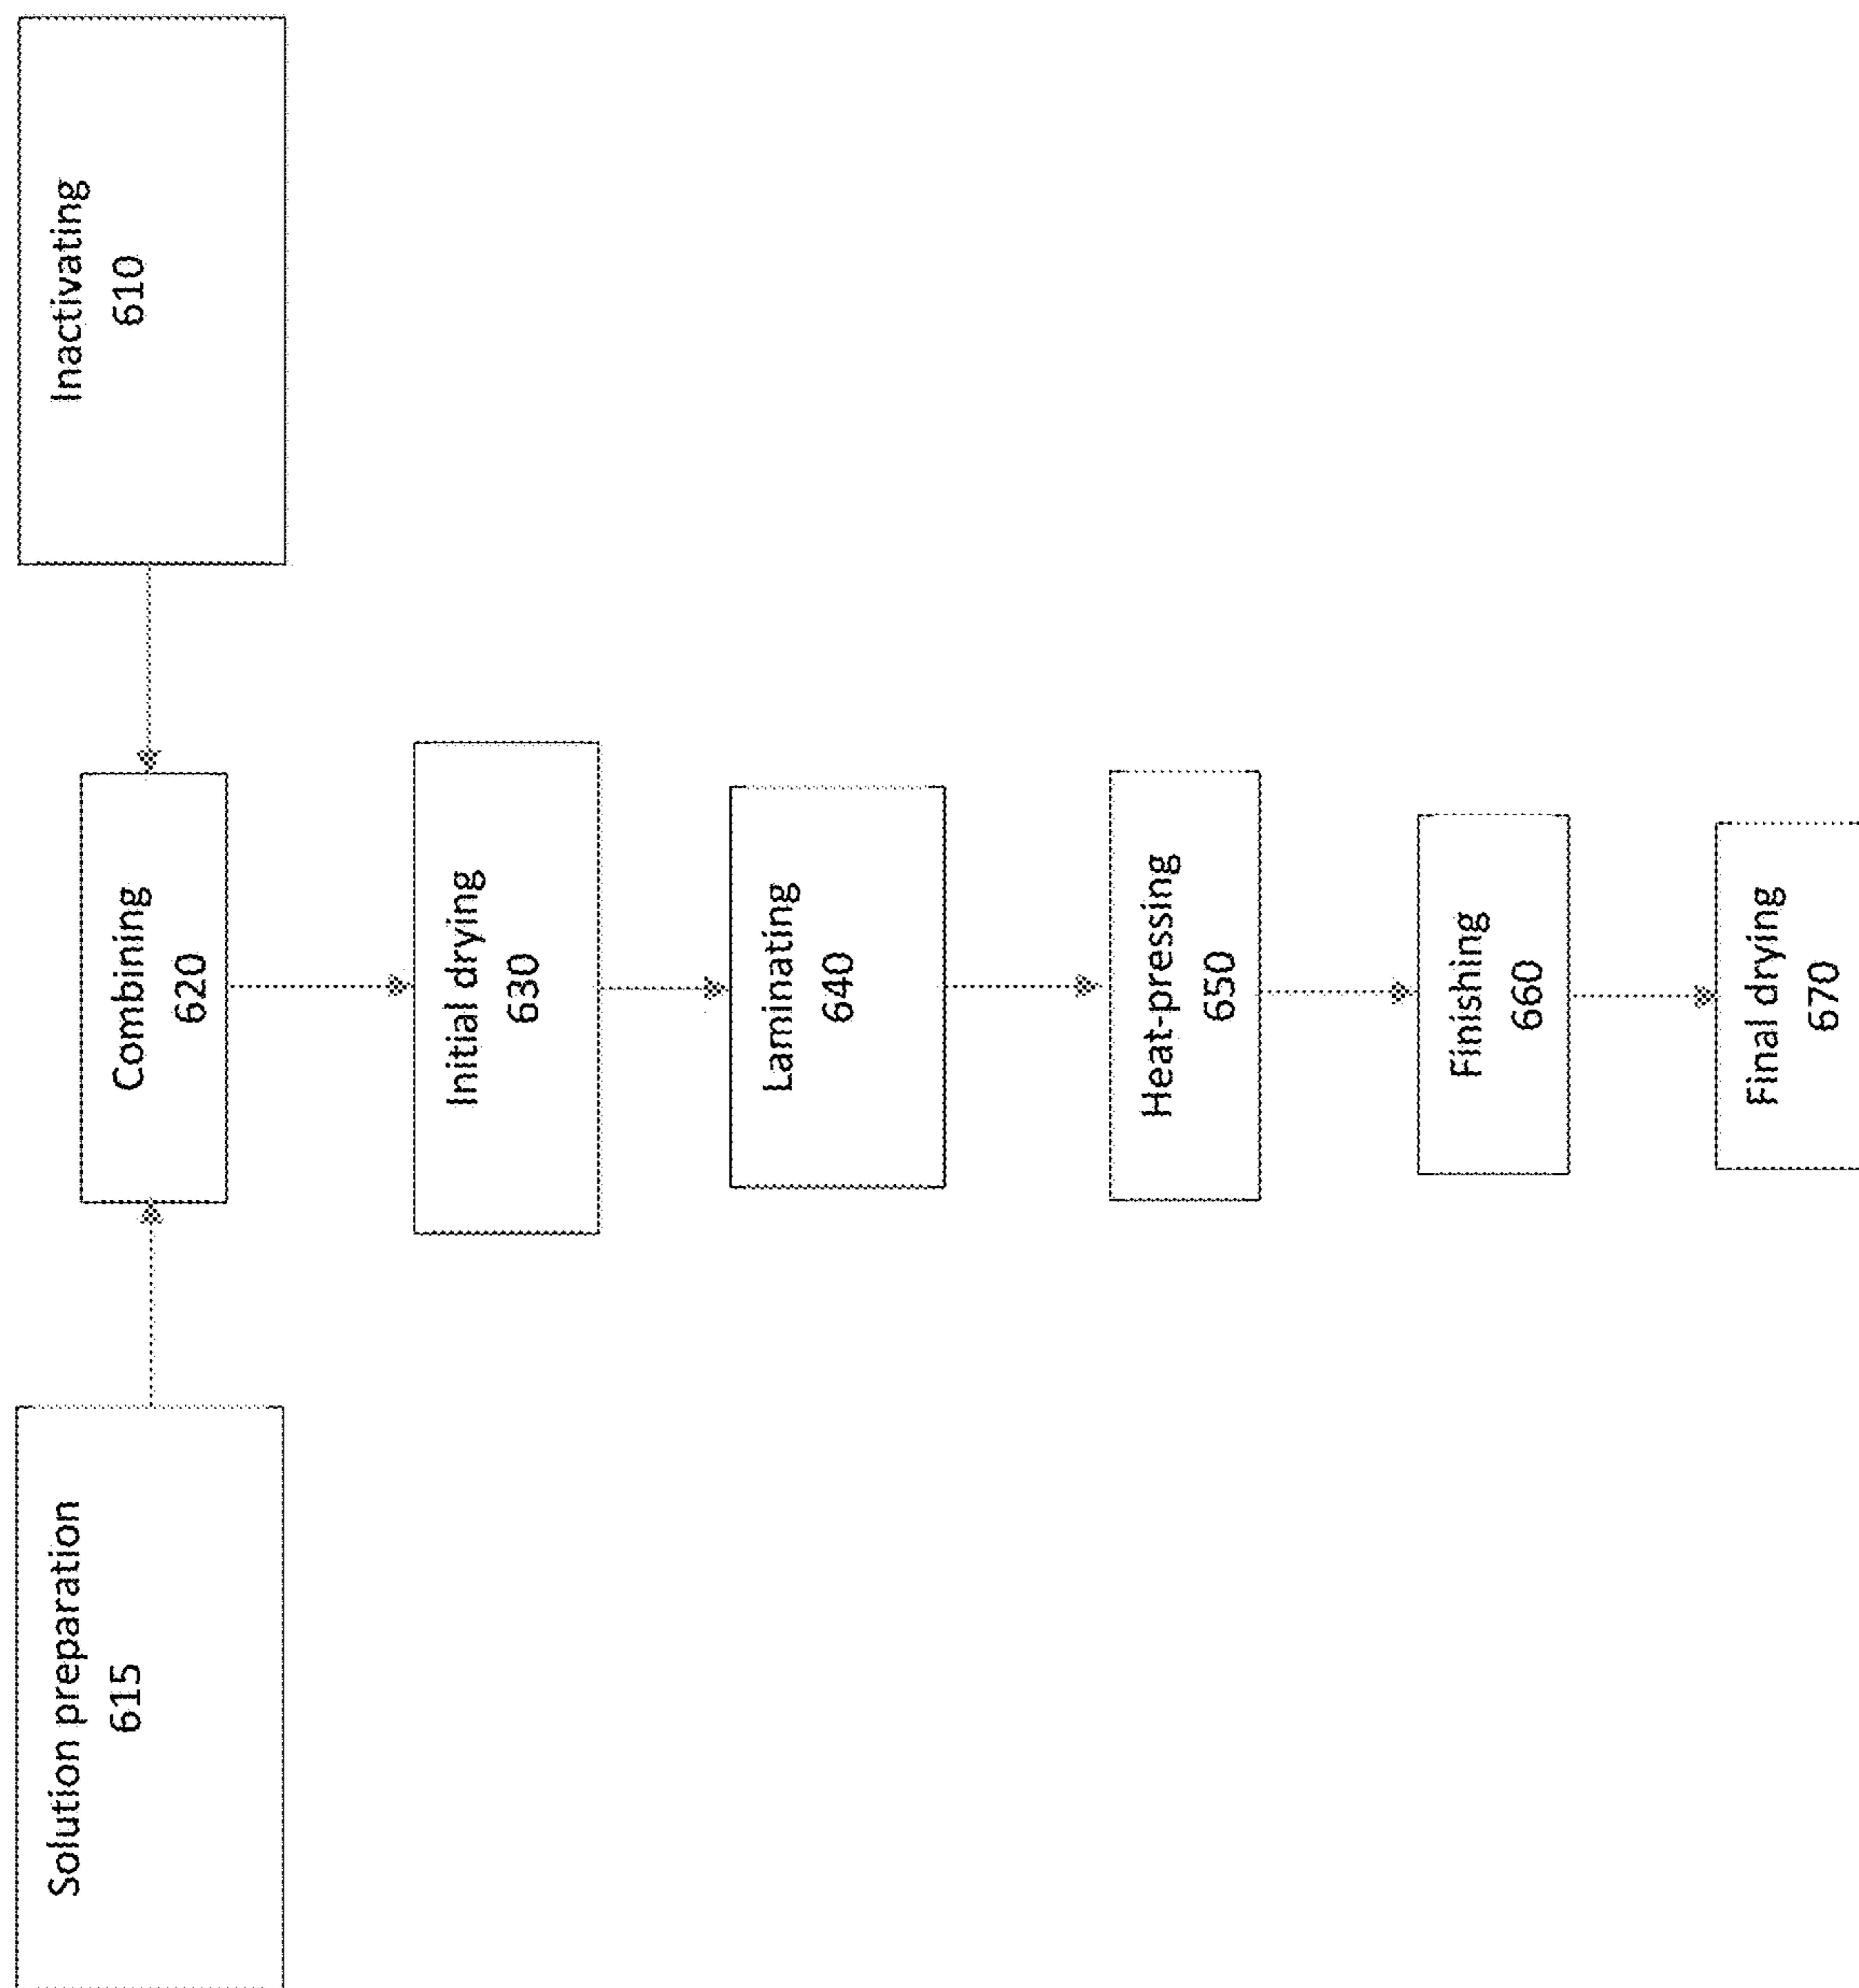 Solution preparation
615
Combining
620
Inactivating
610
Initial drying
630
Laminating
640
Heat-pressing
650
Finishing
660
Final drying
670